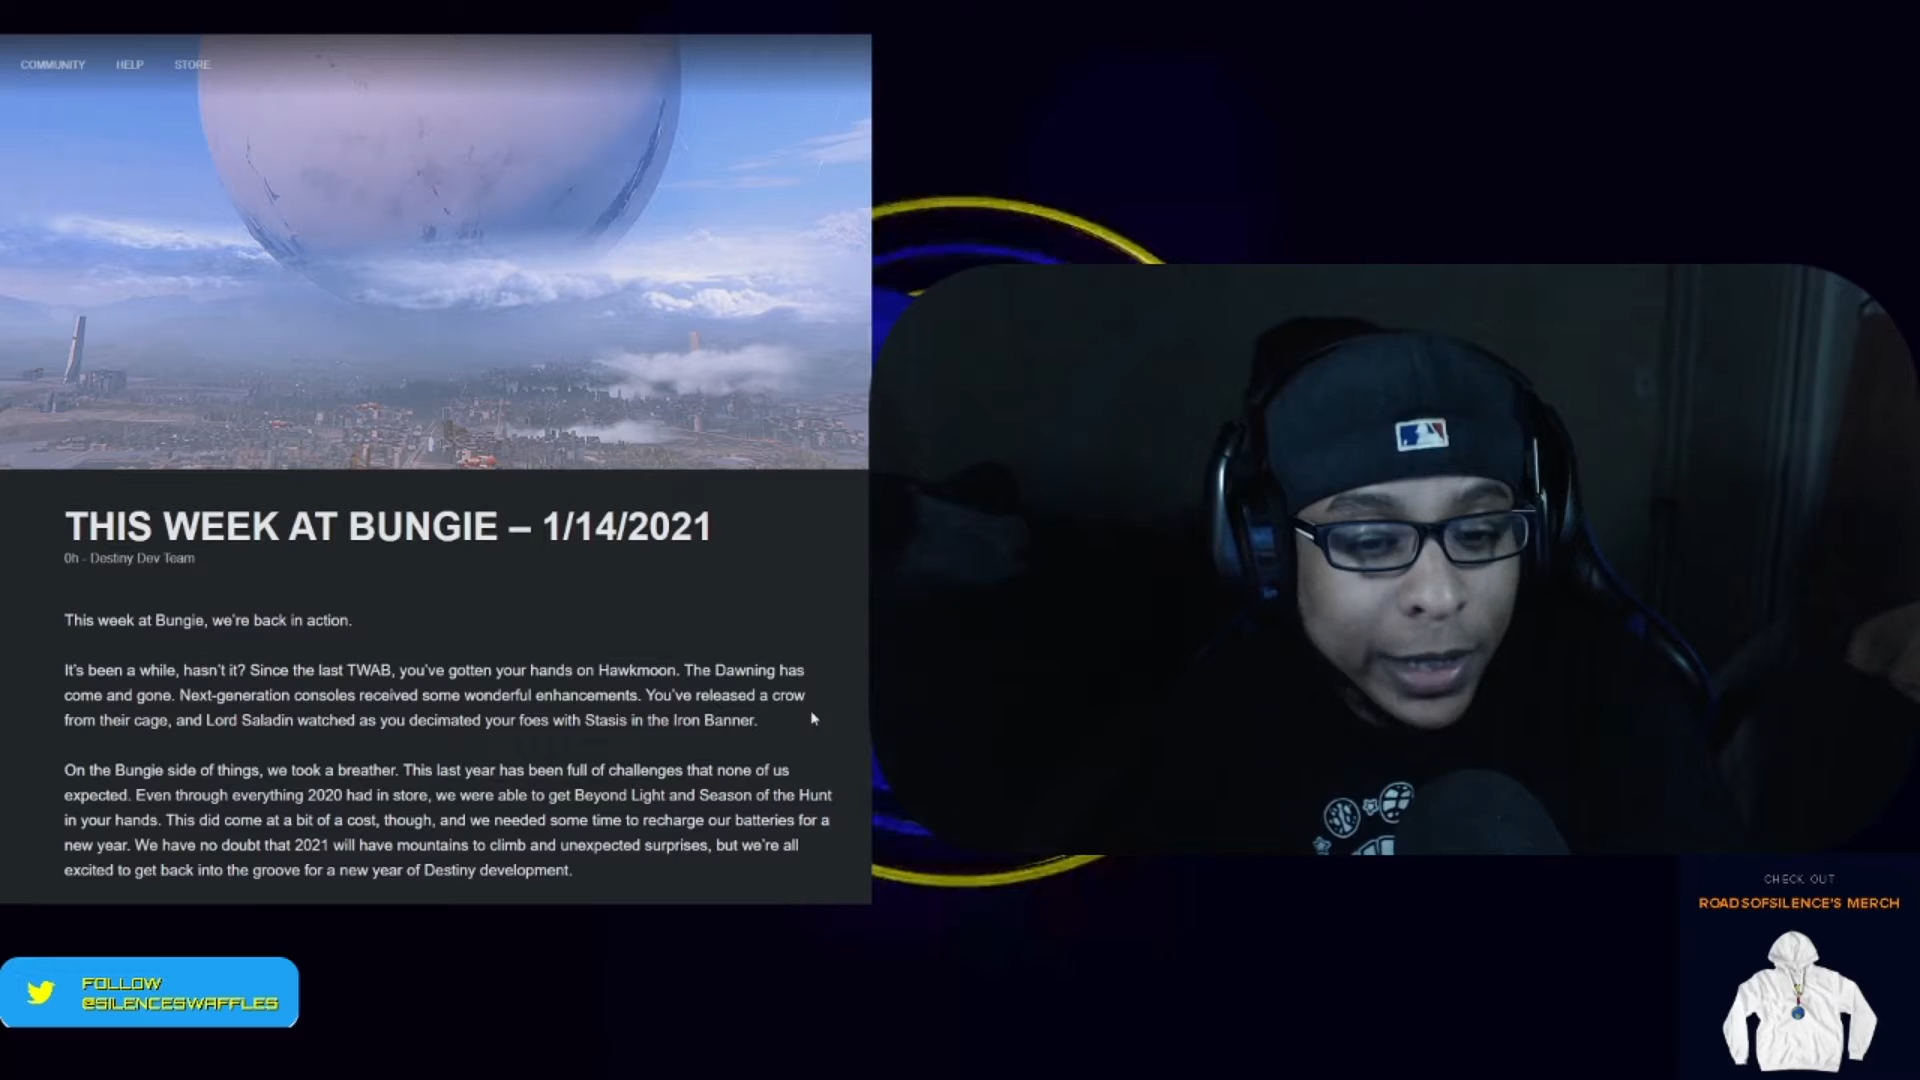 COMMUNITY HELP STORE
THIS WEEK AT BUNGIE – 1/14/2021
0h - Destiny Dev Team
This week at Bungie, we're back in action.
It's been a while, hasn't it? Since the last TWAB, you've gotten your hands on Hawkmoon. The Dawning has
come and gone. Next-generation consoles received some wonderful enhancements. You've released a crow
from their cage, and Lord Saladin watched as you decimated your foes with Stasis in the Iron Banner.
On the Bungie side of things, we took a breather. This last year has been full of challenges that none of us
expected. Even through everything 2020 had in store, we were able to get Beyond Light and Season of the Hunt
in your hands. This did come at a bit of a cost, though, and we needed some time to recharge our batteries for a
new year. We have no doubt that 2021 will have mountains to climb and unexpected surprises, but we're all
excited to get back into the groove for a new year of Destiny development.
FOLLOW
@SILENCESWAFFLES
CHECK OUT
ROADSOFSILENCE'S MERCH